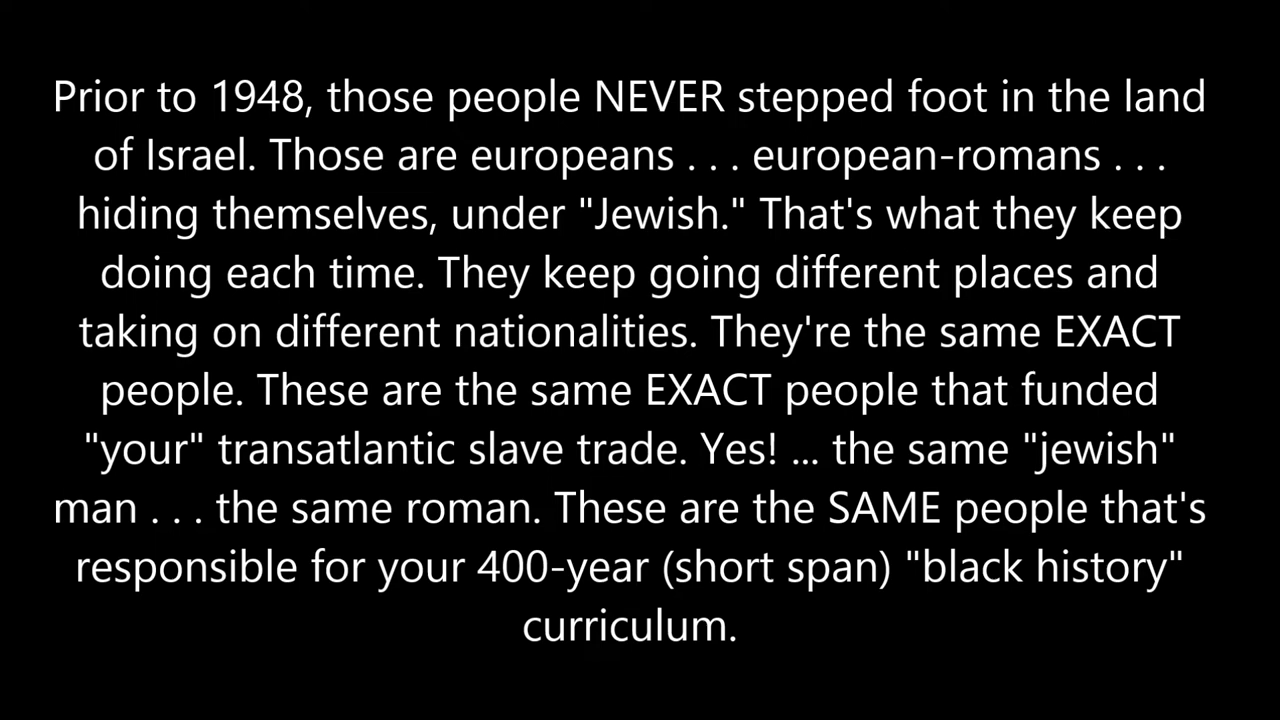 Prior to 1948, those people NEVER stepped foot in the land
of Israel. Those are europeans . . . european-romans . . .
hiding themselves, under "Jewish." That's what they keep
doing each time. They keep going different places and
taking on different nationalities. They're the same EXACT
people. These are the same EXACT people that funded
"your" transatlantic slave trade. Yes! ... the same "jewish"
man . . . the same roman. These are the SAME people that's
responsible for your 400-year (short span) "black history"
curriculum.